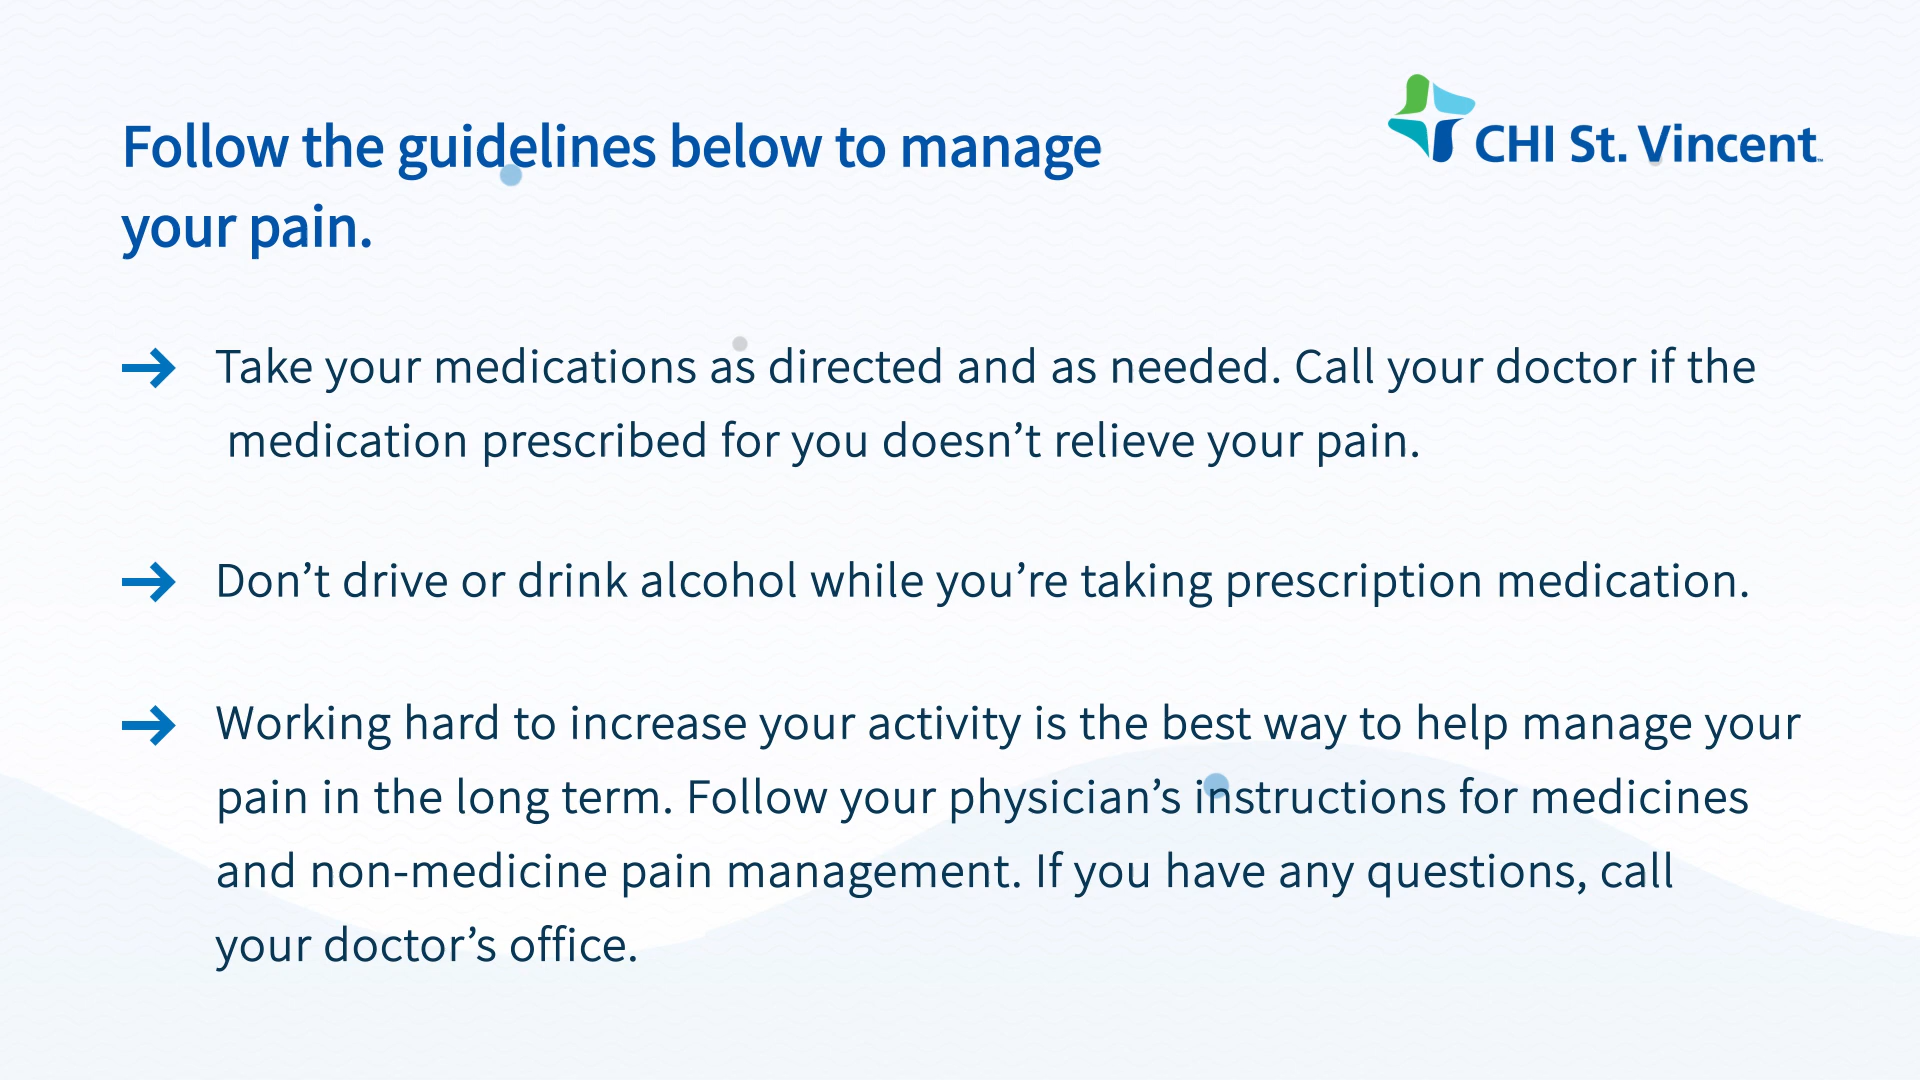 Follow the guidelines below to manage
your pain.
CHI St. Vincent™
Take your medications as directed and as needed. Call your doctor if the
medication prescribed for you doesn’t relieve your pain.
Don’t drive or drink alcohol while you’re taking prescription medication.
Working hard to increase your activity is the best way to help manage your
pain in the long term. Follow your physician’s instructions for medicines
and non-medicine pain management. If you have any questions, call
your doctor’s office.